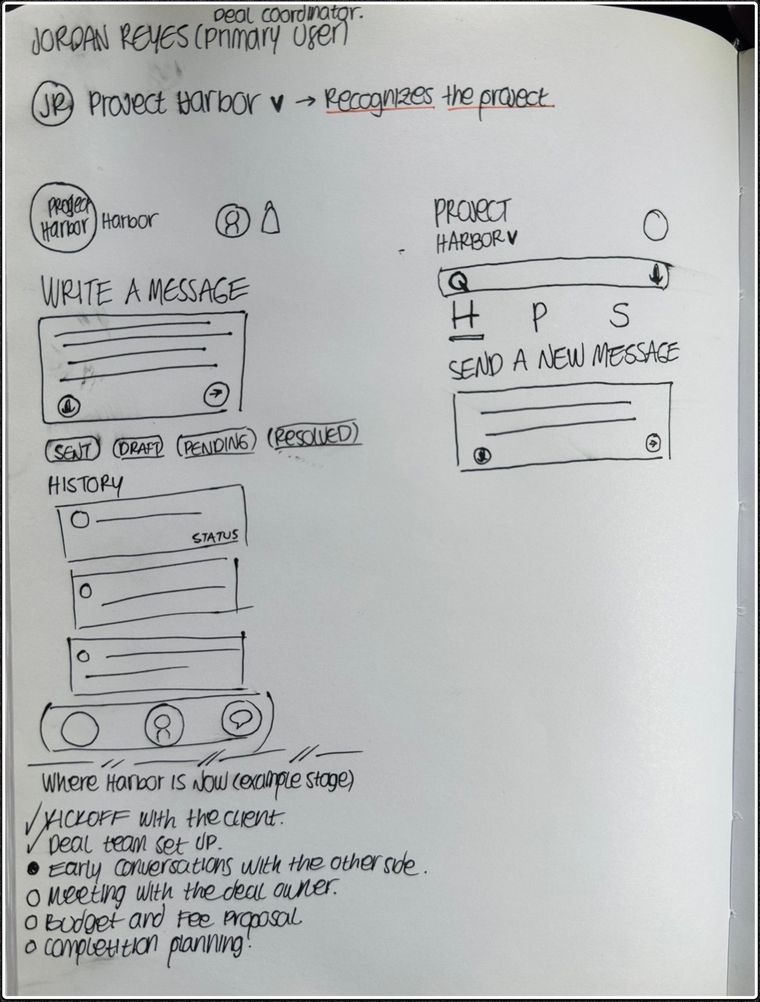 Deal coordinator.
JORDAN REYES (primary user)
JR Project Harbor v → Recognizes the project
Project
Harbor
Harbor
WRITE A MESSAGE
SENT DRAFT PENDING RESOLVED
HISTORY
STATUS
Where Harbor is now (example stage)
✓ KICKOFF with the client.
✓ Deal team set up.
● Early conversations with the other side.
○ Meeting with the deal owner.
○ Budget and Fee Proposal
○ Completition planning.
PROJECT
HARBOR v
H P S
SEND A NEW MESSAGE